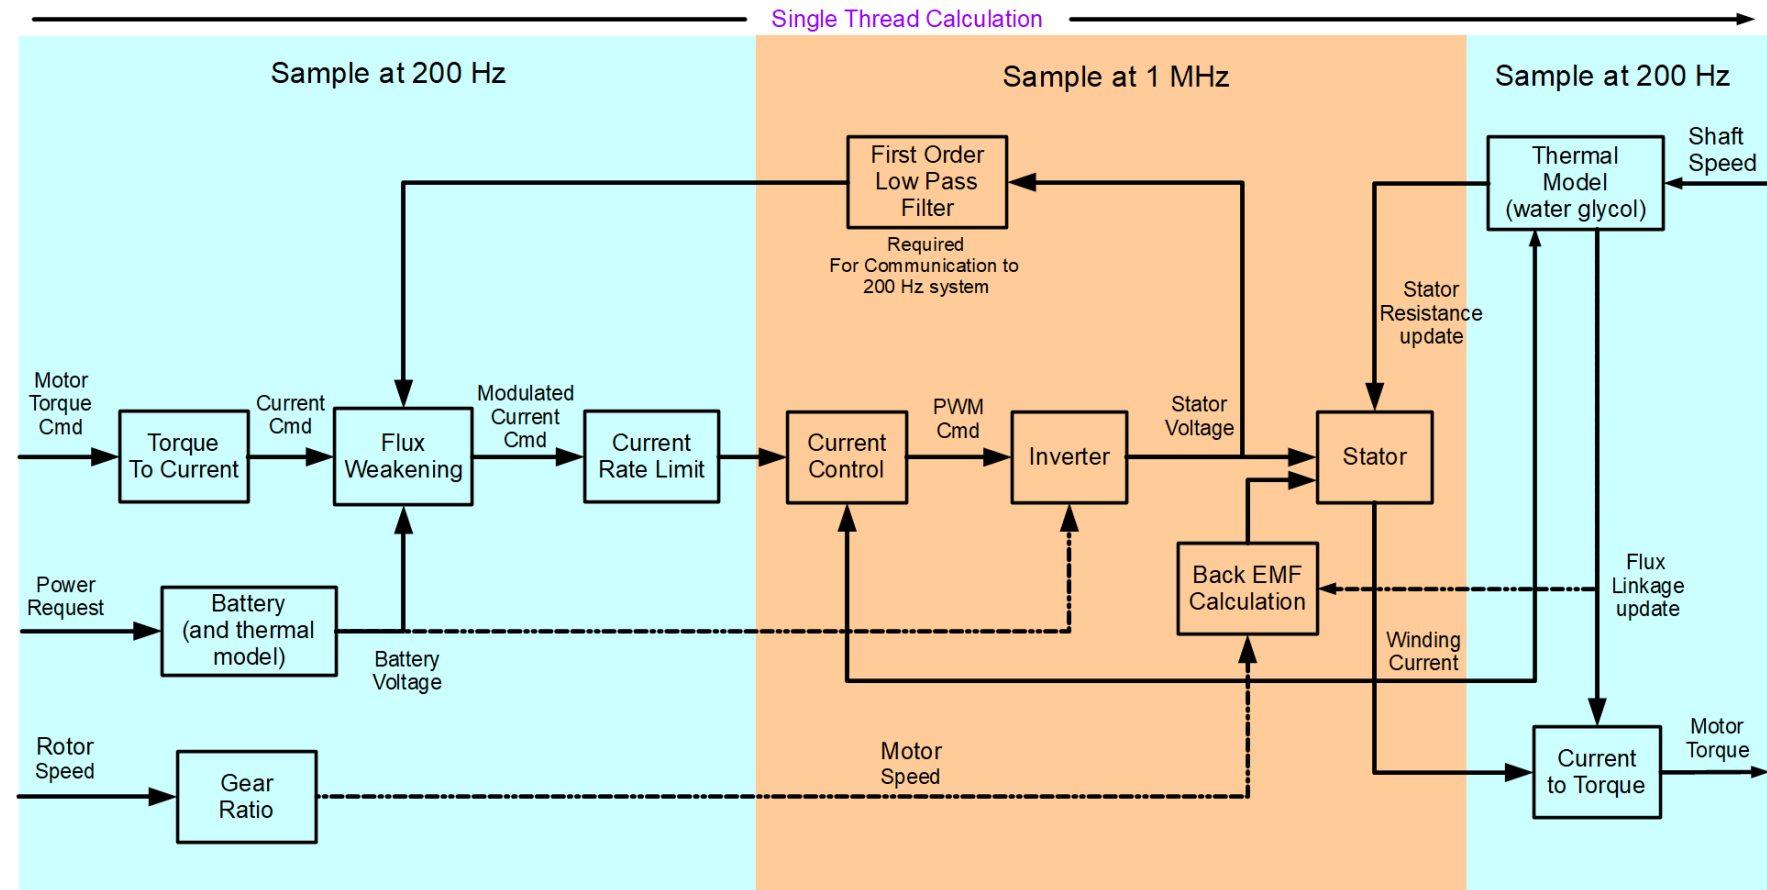 Single Thread Calculation
Sample at 200 Hz
Sample at 1 MHz
Sample at 200 Hz
First Order
Low Pass
Filter
Required
For Communication to
200 Hz system
Thermal
Model
(water glycol)
Shaft
Speed
Stator
Resistance
update
Motor
Torque
Cmd
Torque
To Current
Current
Cmd
Flux
Weakening
Modulated
Current
Cmd
Current
Rate Limit
Current
Control
PWM
Cmd
Inverter
Stator
Voltage
Stator
Power
Request
Battery
(and thermal
model)
Battery
Voltage
Back EMF
Calculation
Flux
Linkage
update
Winding
Current
Rotor
Speed
Gear
Ratio
Motor
Speed
Current
to Torque
Motor
Torque